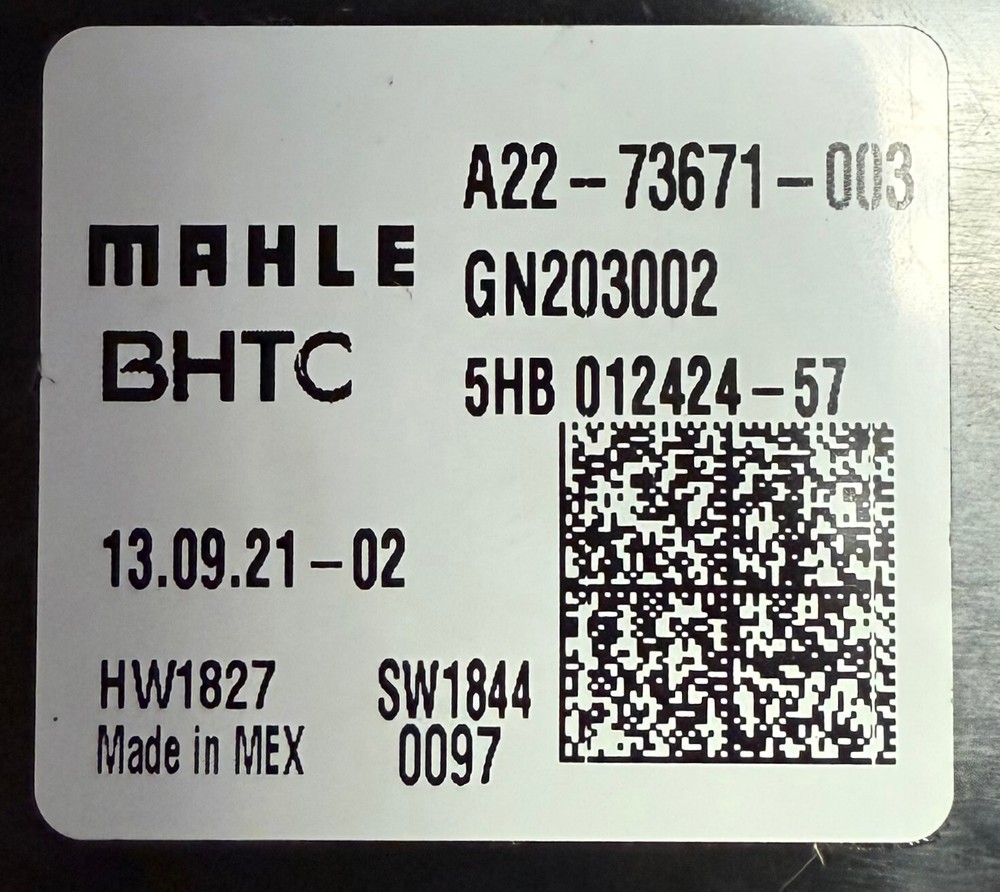 A22-73671-003
MAHLE
GN203002
BHTC
5HB 012424-57
13.09.21-02
HW1827
SW1844
Made in MEX
0097